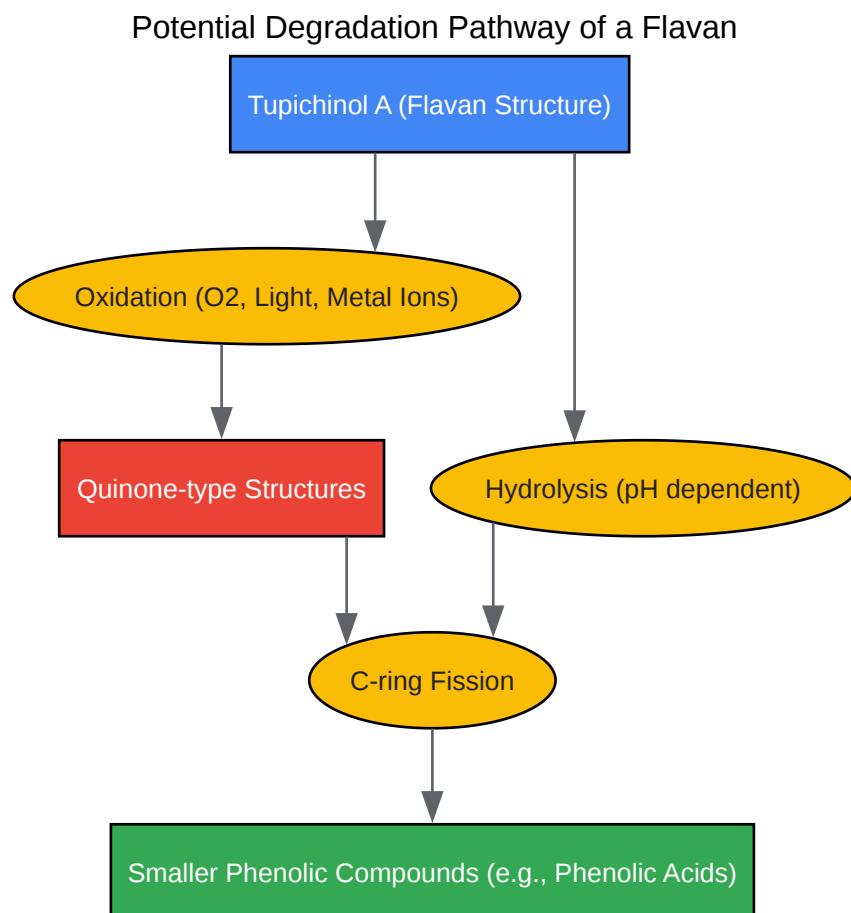 Potential Degradation Pathway of a Flavan
Tupichinol A (Flavan Structure)
Oxidation (O2, Light, Metal Ions)
Quinone-type Structures
Hydrolysis (pH dependent)
C-ring Fission
Smaller Phenolic Compounds (e.g., Phenolic Acids)